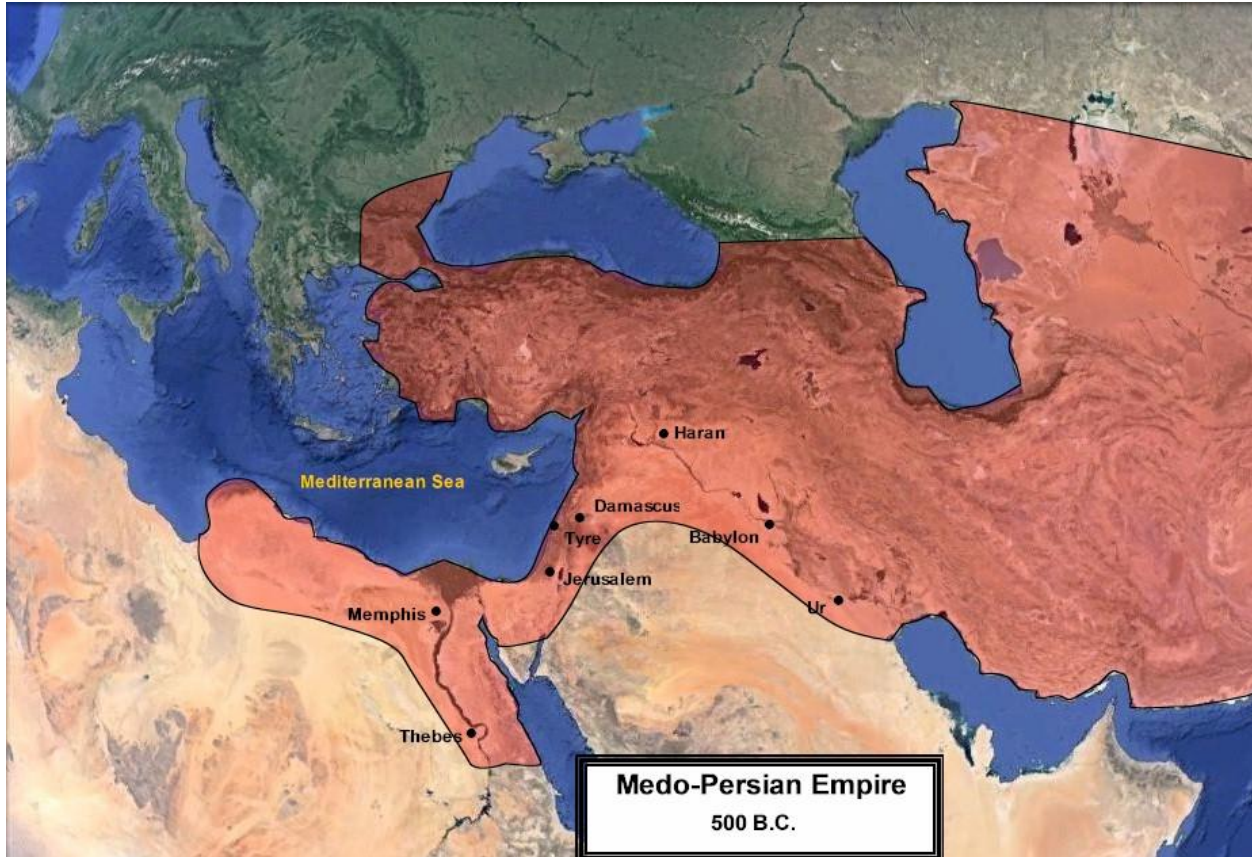 Haran
Mediterranean Sea
Damascus
Tyre
Babylon
Jerusalem
Memphis
Ur
Thebes
Medo-Persian Empire
500 B.C.